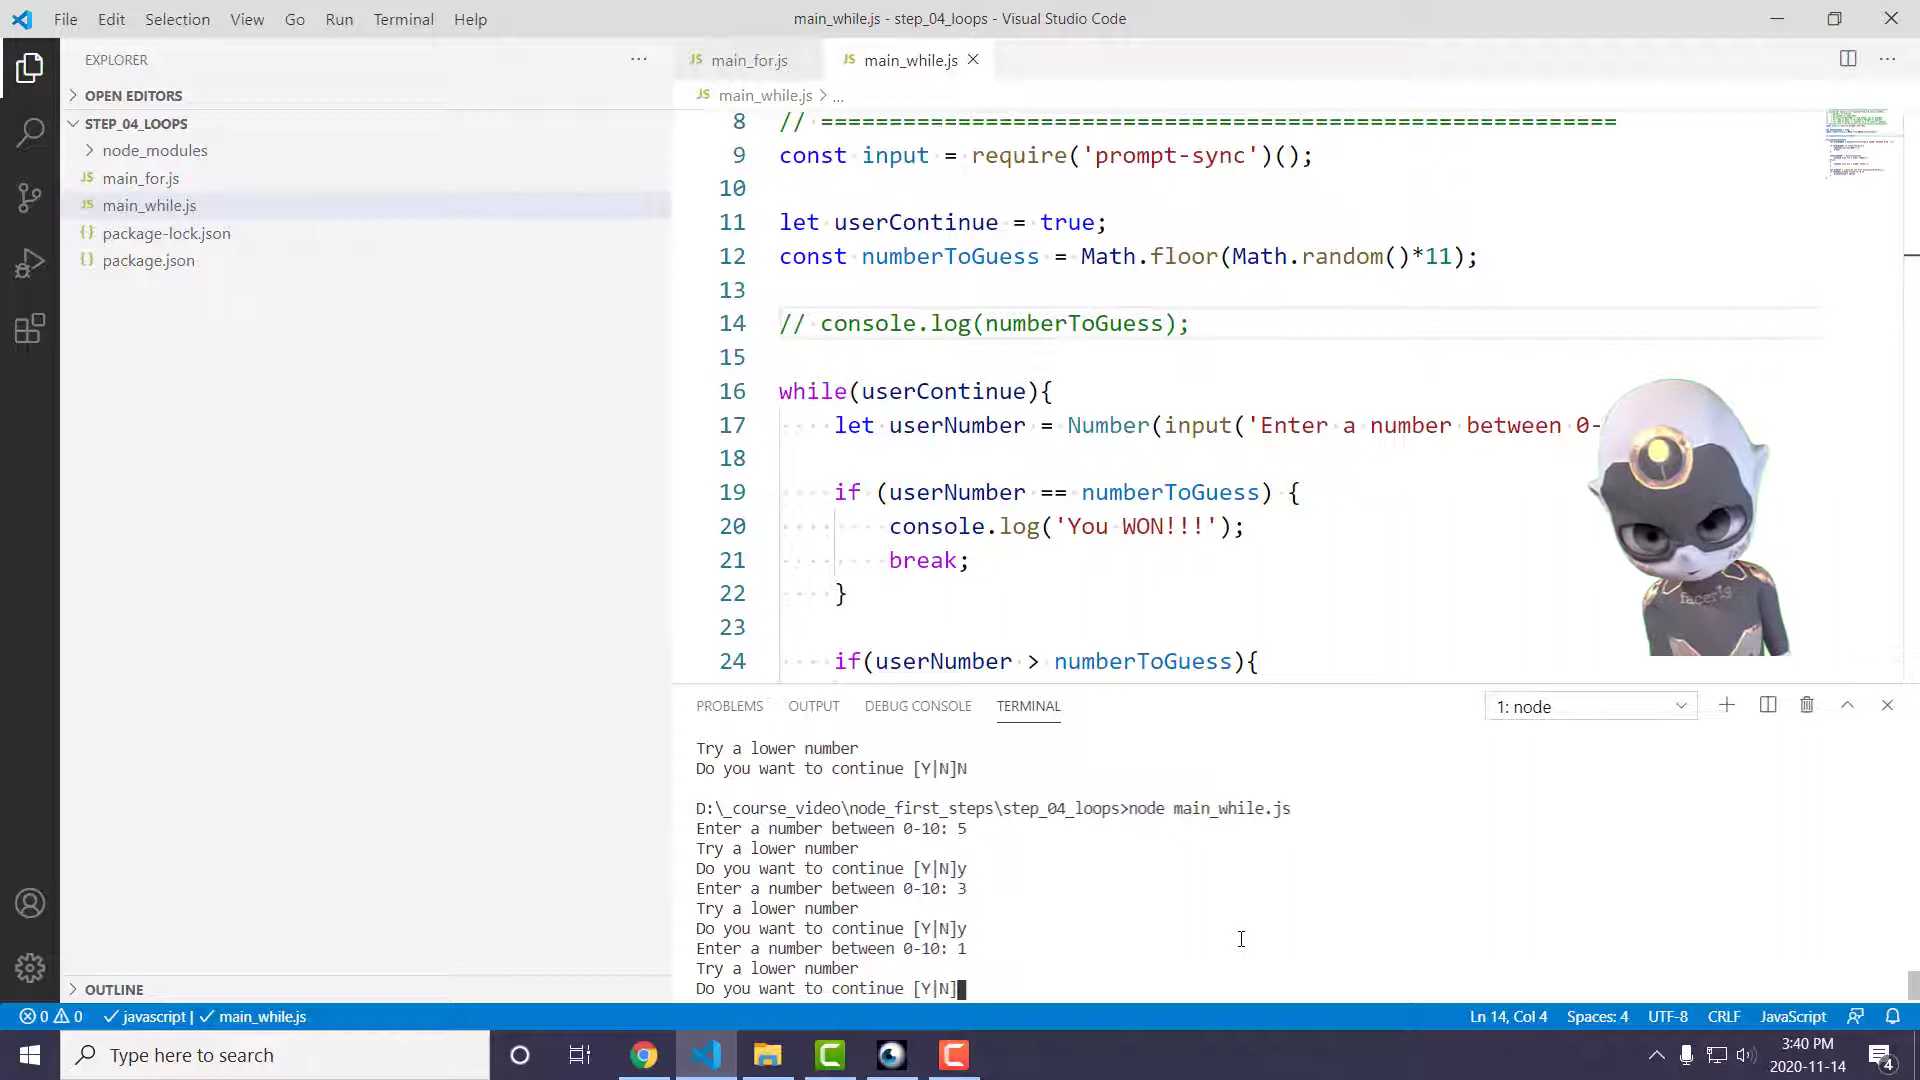 File Edit Selection View Go Run Terminal Help
main_while.js - step_04_loops - Visual Studio Code
EXPLORER
OPEN EDITORS
STEP_04_LOOPS
node_modules
JS main_for.js
JS main_while.js
{} package-lock.json
{} package.json
OUTLINE
JS main_for.js
JS main_while.js
JS main_while.js > ...
8 // ==========================================================
9 const input = require('prompt-sync')();
10
11 let userContinue = true;
12 const numberToGuess = Math.floor(Math.random()*11);
13
14 // console.log(numberToGuess);
15
16 while(userContinue){
17 let userNumber = Number(input('Enter a number between 0-
18
19 if (userNumber == numberToGuess) {
20 console.log('You WON!!!');
21 break;
22 }
23
24 if(userNumber > numberToGuess){
facerig
PROBLEMS OUTPUT DEBUG CONSOLE TERMINAL
1: node
Try a lower number
Do you want to continue [Y|N]N
D:\_course_video\node_first_steps\step_04_loops>node main_while.js
Enter a number between 0-10: 5
Try a lower number
Do you want to continue [Y|N]y
Enter a number between 0-10: 3
Try a lower number
Do you want to continue [Y|N]y
Enter a number between 0-10: 1
Try a lower number
Do you want to continue [Y|N]
0 0 javascript | main_while.js
Ln 14, Col 4 Spaces: 4 UTF-8 CRLF JavaScript
Type here to search
3:40 PM
2020-11-14
4